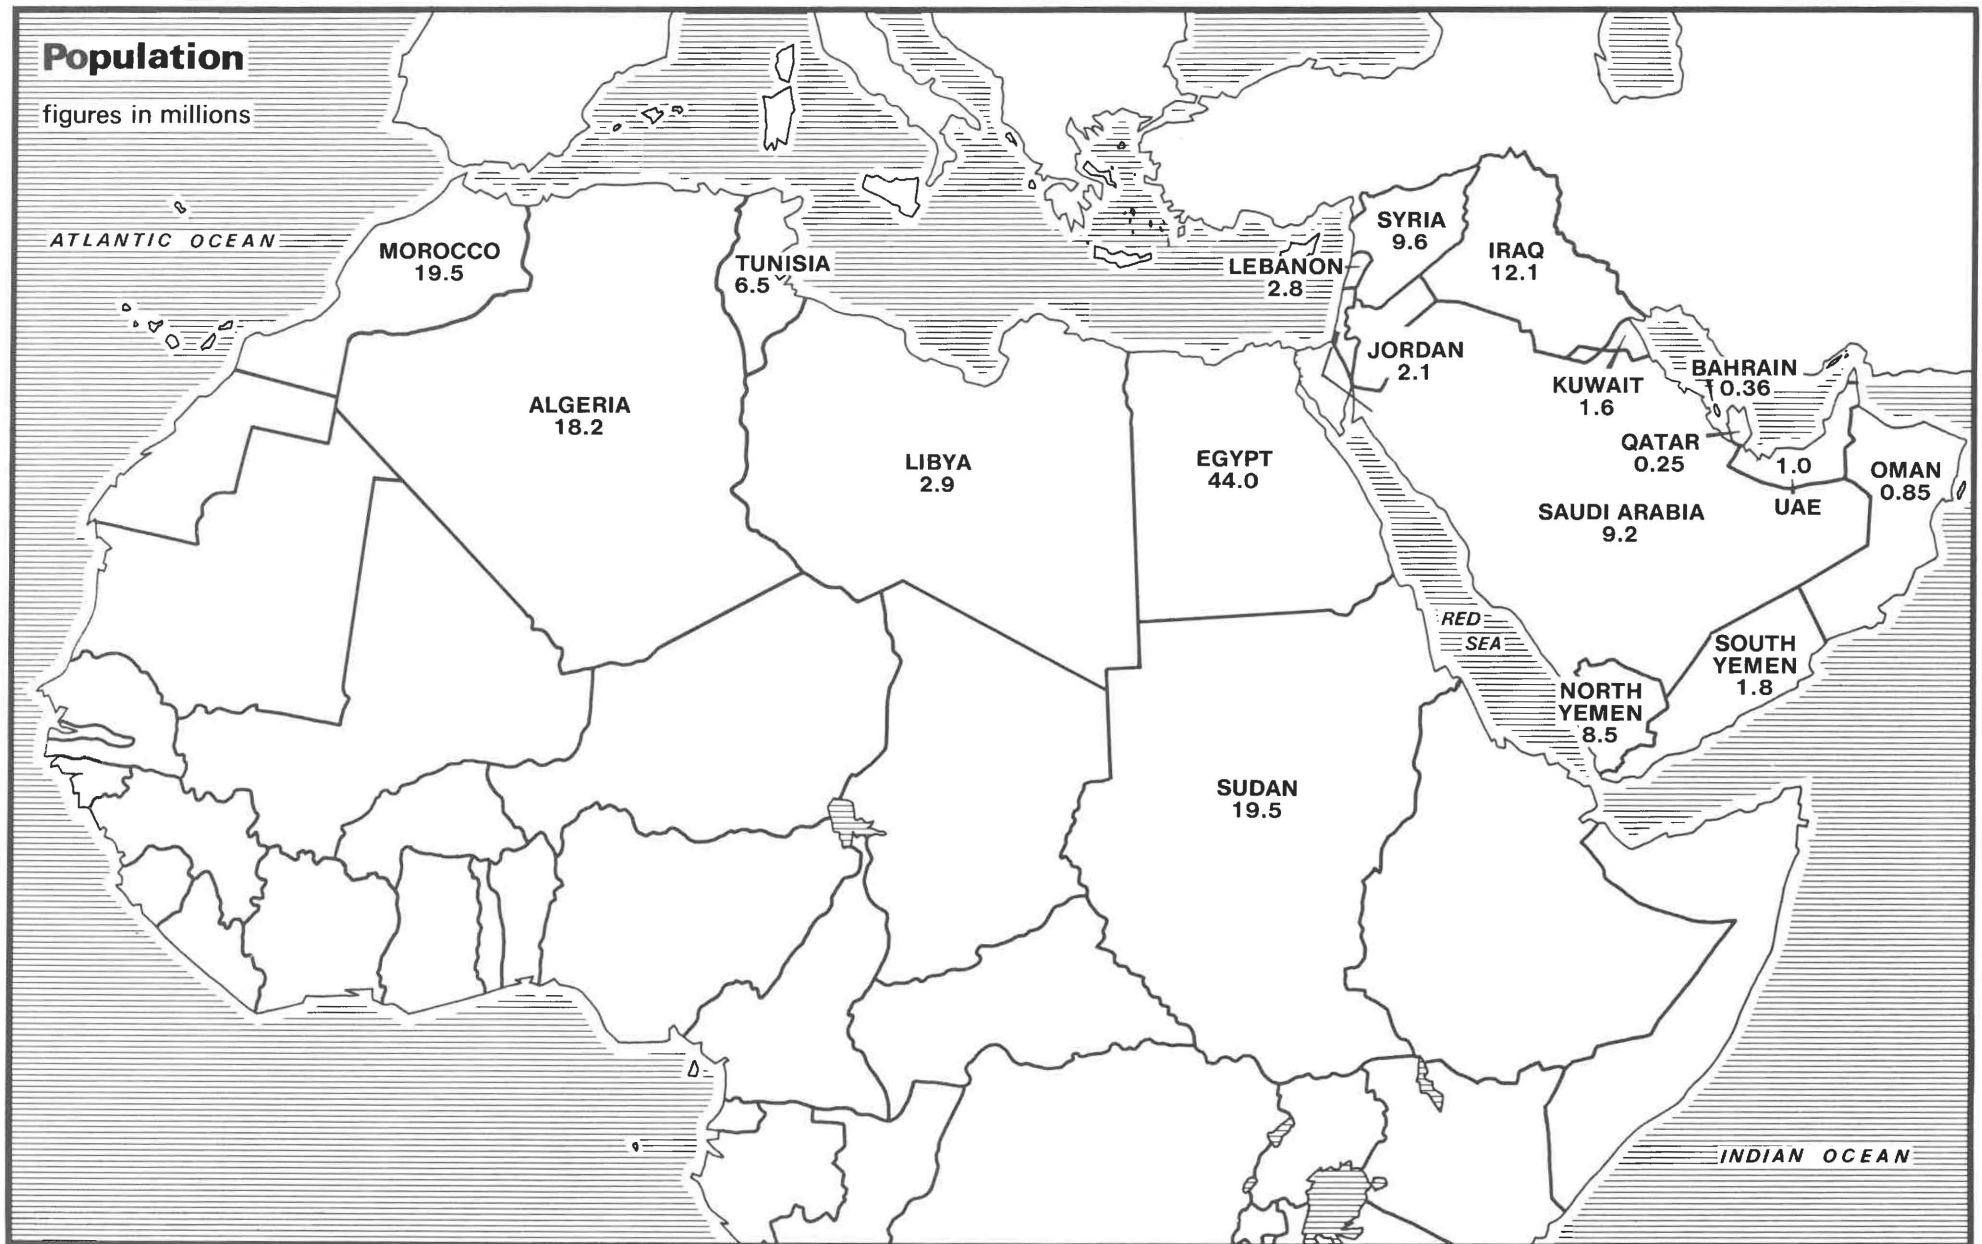 Population
figures in millions
ATLANTIC OCEAN
MOROCCO
19.5
TUNISIA
6.5
ALGERIA
18.2
LIBYA
2.9
EGYPT
44.0
SUDAN
19.5
LEBANON
2.8
SYRIA
9.6
IRAQ
12.1
JORDAN
2.1
KUWAIT
1.6
BAHRAIN
0.36
QATAR
0.25
1.0
UAE
OMAN
0.85
SAUDI ARABIA
9.2
RED
SEA
SOUTH
YEMEN
1.8
NORTH
YEMEN
8.5
INDIAN OCEAN